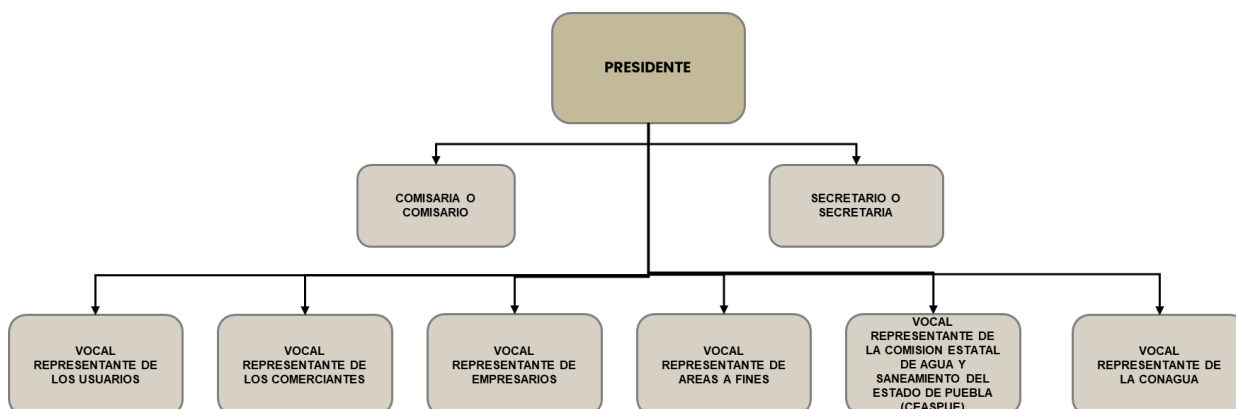 PRESIDENTE
COMISARIA O
COMISARIO
SECRETARIO O
SECRETARIA
VOCAL
REPRESENTANTE DE
LOS USUARIOS
VOCAL
REPRESENTANTE DE
LOS COMERCIANTES
VOCAL
REPRESENTANTE DE
EMPRESARIOS
VOCAL
REPRESENTANTE DE
AREAS A FINES
VOCAL
REPRESENTANTE DE
LA COMISION ESTATAL
DE AGUA Y
SANEAMIENTO DEL
ESTADO DE PUEBLA
(CEASPUE)
VOCAL
REPRESENTANTE DE
LA CONAGUA